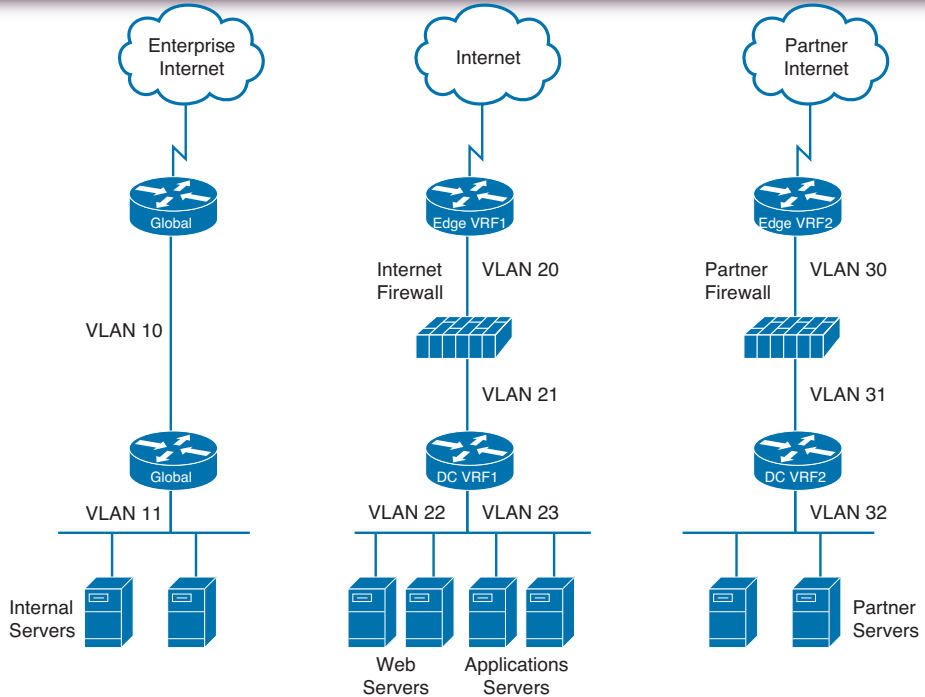 Enterprise
Internet
Internet
Partner
Internet
Global
Edge VRF1
Edge VRF2
Internet
Firewall
VLAN 20
Partner
Firewall
VLAN 30
VLAN 10
VLAN 21
VLAN 31
Global
DC VRF1
DC VRF2
VLAN 11
VLAN 22
VLAN 23
VLAN 32
Internal
Servers
Web
Servers
Applications
Servers
Partner
Servers